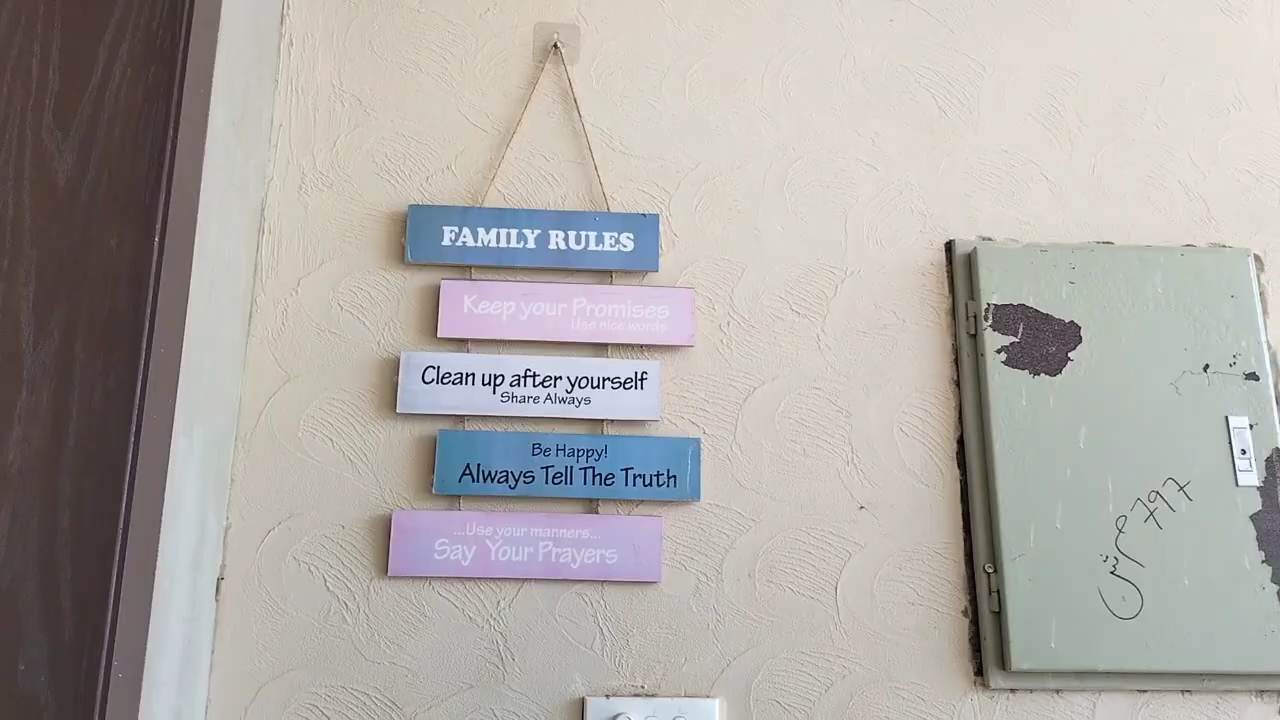 FAMILY RULES
Keep your Promises
Use nice words
Clean up after yourself
Share Always
Be Happy!
Always Tell The Truth
...Use your manners...
Say Your Prayers